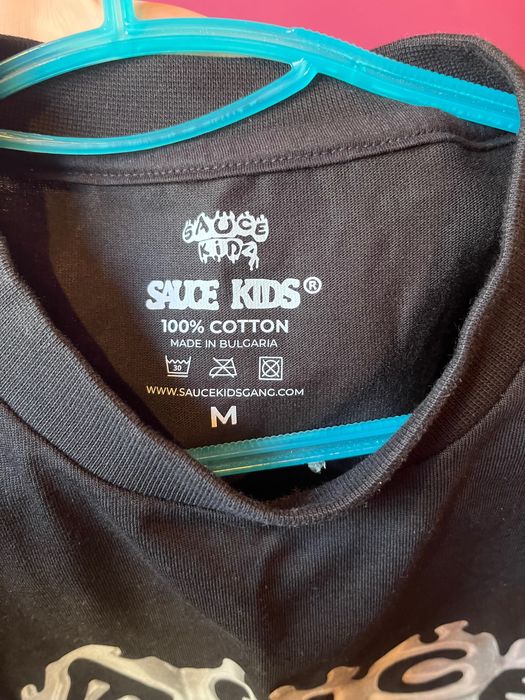 SAUCE
KIDZ
SAUCE KIDS®
100% COTTON
MADE IN BULGARIA
30
WWW.SAUCEKIDSGANG.COM
M